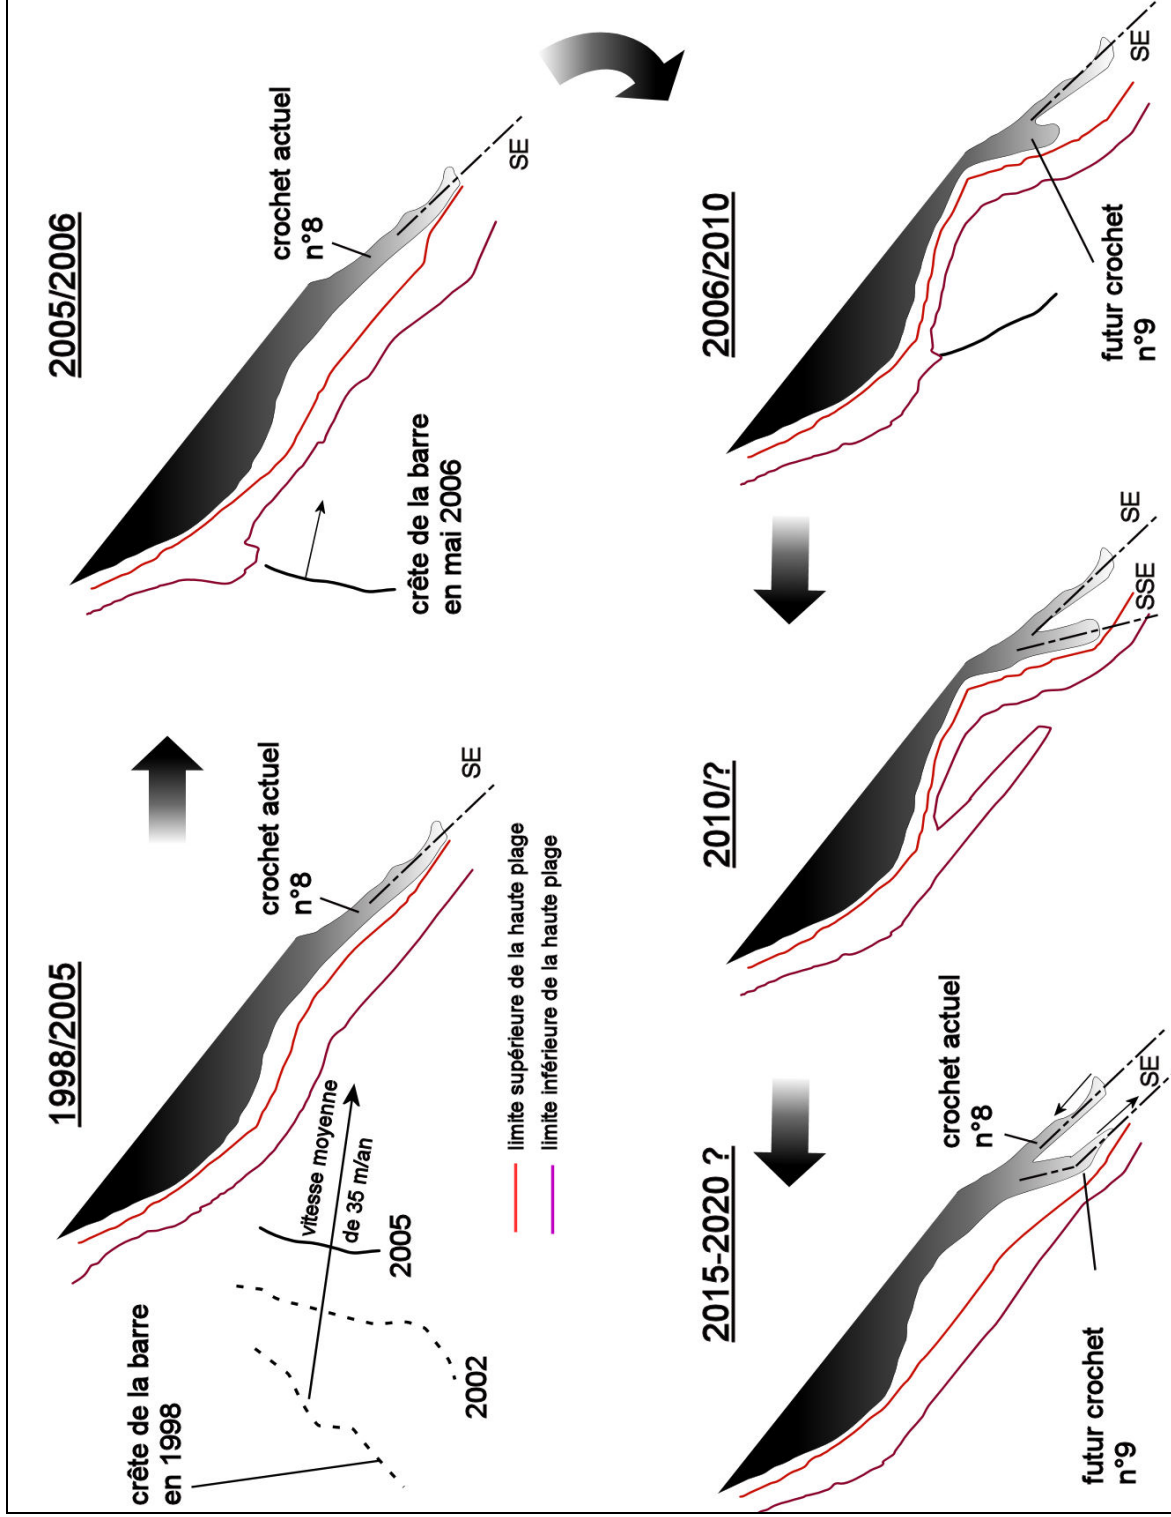 1998/2005
crête de la barre
en 1998
2002
2005
vitesse moyenne
de 35 m/an
crochet actuel
n°8
SE
limite supérieure de la haute plage
limite inférieure de la haute plage
2005/2006
crête de la barre
en mai 2006
crochet actuel
n°8
SE
2006/2010
futur crochet
n°9
SE
2010/?
SSE
SE
2015-2020 ?
crochet actuel
n°8
futur crochet
n°9
SE